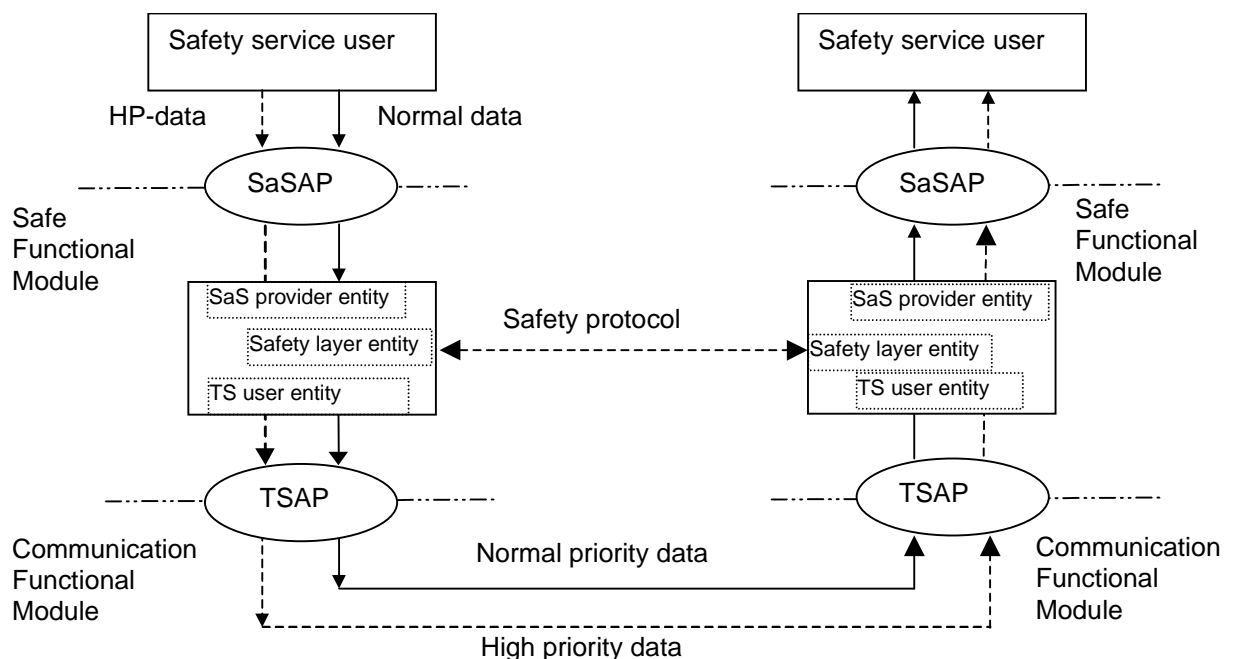 Safety service user
Safety service user
HP-data
Normal data
SaSAP
SaSAP
Safe
Functional
Module
Safe
Functional
Module
SaS provider entity
Safety layer entity
TS user entity
Safety protocol
SaS provider entity
Safety layer entity
TS user entity
TSAP
TSAP
Communication
Functional
Module
Normal priority data
Communication
Functional
Module
High priority data